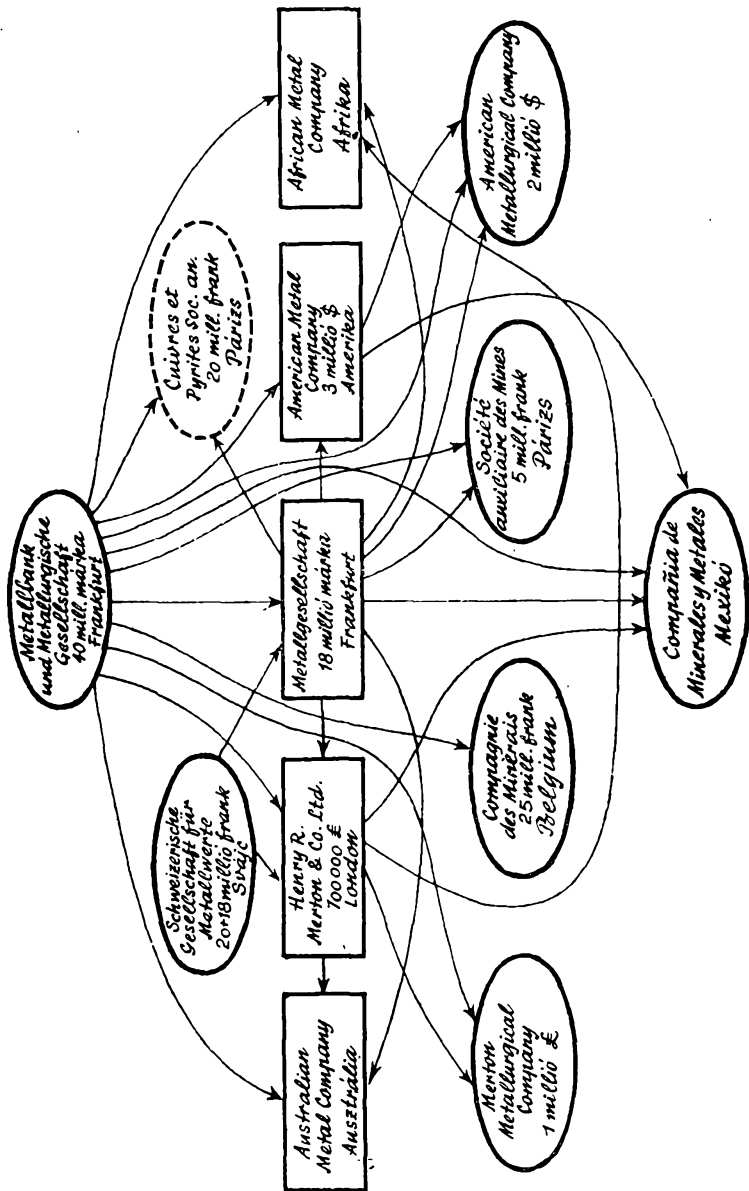 Metallbank
und Metallurgische
Gesellschaft
40 mill. márka
Frankfurt
Schweizerische
Gesellschaft für
Metallwerte
20+18 millió frank
Svájc
Cuivres et
Pyrites Soc. an.
20 mill. frank
Párizs
Australian
Metal Company
Ausztrália
Henry R.
Merton & Co. Ltd.
700000 £
London
Metallgesellschaft
18 millió márka
Frankfurt
American Metal
Company
3 millió $
Amerika
African Metal
Company
Afrika
Merton
Metallurgical
Company
1 millió £
Compagnie
des Minérais
25 mill. frank
Belgium
Société
auxiliaire des Mines
5 mill. frank
Párizs
American
Metallurgical Company
2 millió $
Compañia de
Minerales y Metales
Mexikó